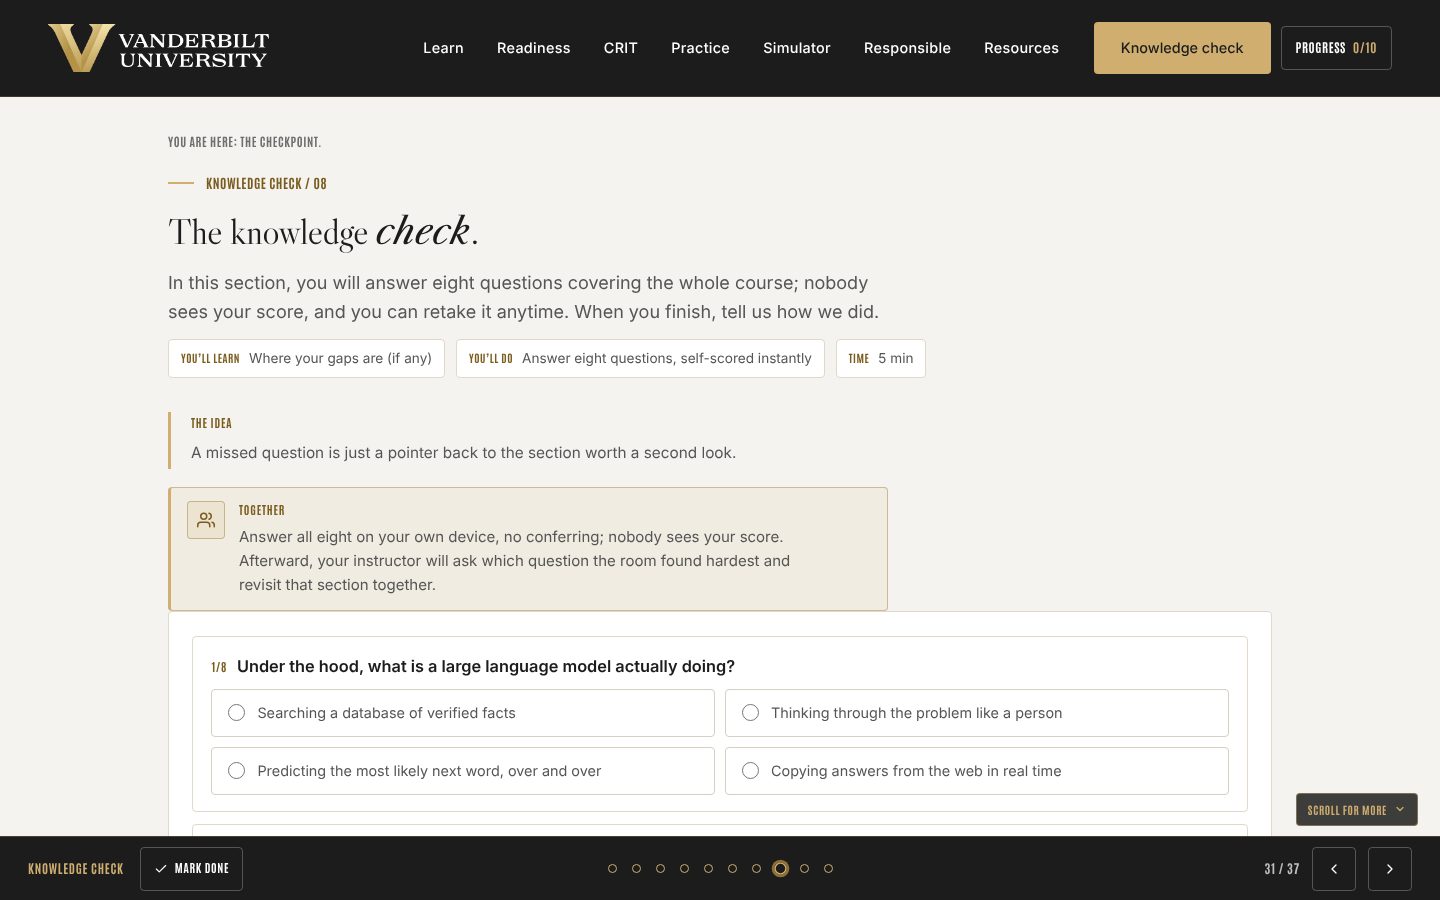 VANDERBILT
UNIVERSITY
Learn
Readiness
CRIT
Practice
Simulator
Responsible
Resources
Knowledge check
PROGRESS 0/10
YOU ARE HERE: THE CHECKPOINT.
KNOWLEDGE CHECK / 08
The knowledge check.
In this section, you will answer eight questions covering the whole course; nobody
sees your score, and you can retake it anytime. When you finish, tell us how we did.
YOU'LL LEARN Where your gaps are (if any)
YOU'LL DO Answer eight questions, self-scored instantly
TIME 5 min
THE IDEA
A missed question is just a pointer back to the section worth a second look.
TOGETHER
Answer all eight on your own device, no conferring; nobody sees your score.
Afterward, your instructor will ask which question the room found hardest and
revisit that section together.
1/8 Under the hood, what is a large language model actually doing?
Searching a database of verified facts
Thinking through the problem like a person
Predicting the most likely next word, over and over
Copying answers from the web in real time
SCROLL FOR MORE
KNOWLEDGE CHECK
MARK DONE
31 / 37